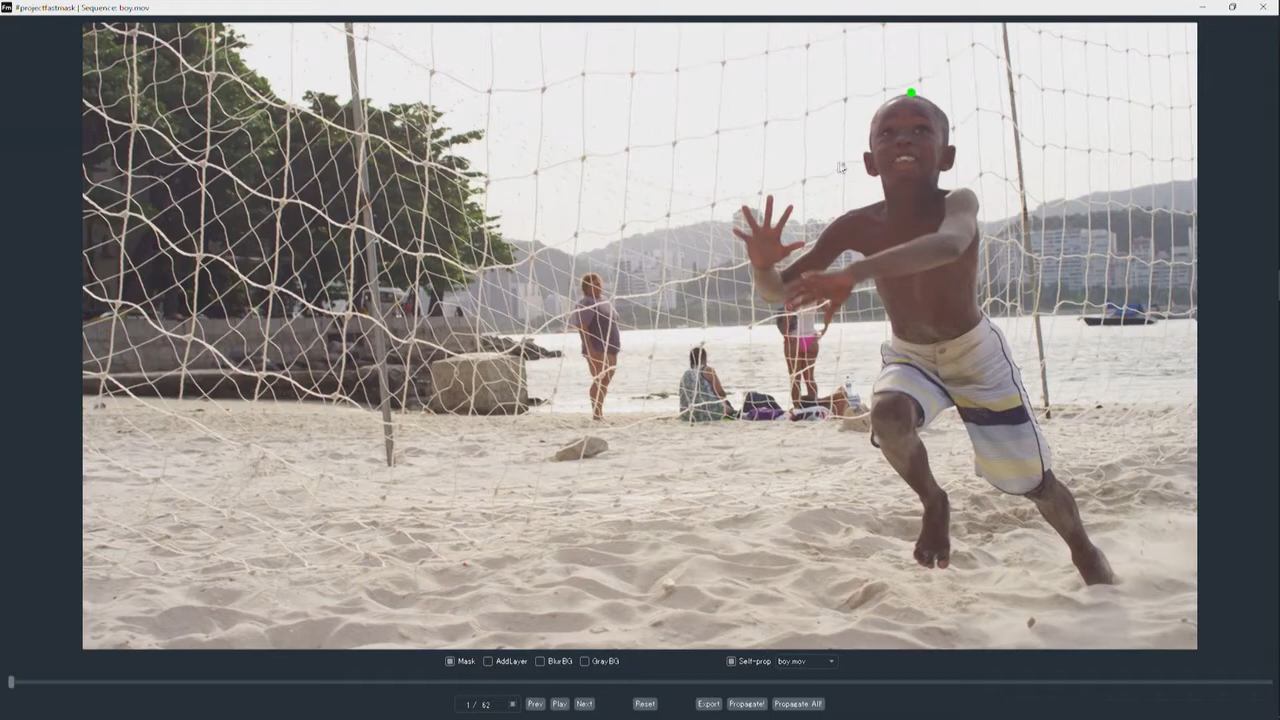 Fm #projectfastmask | Sequence: boy.mov
Mask AddLayer BlurBG GrayBG Self-prop boy.mov
1 / 62 Prev Play Next Reset Export Propagate! Propagate All!